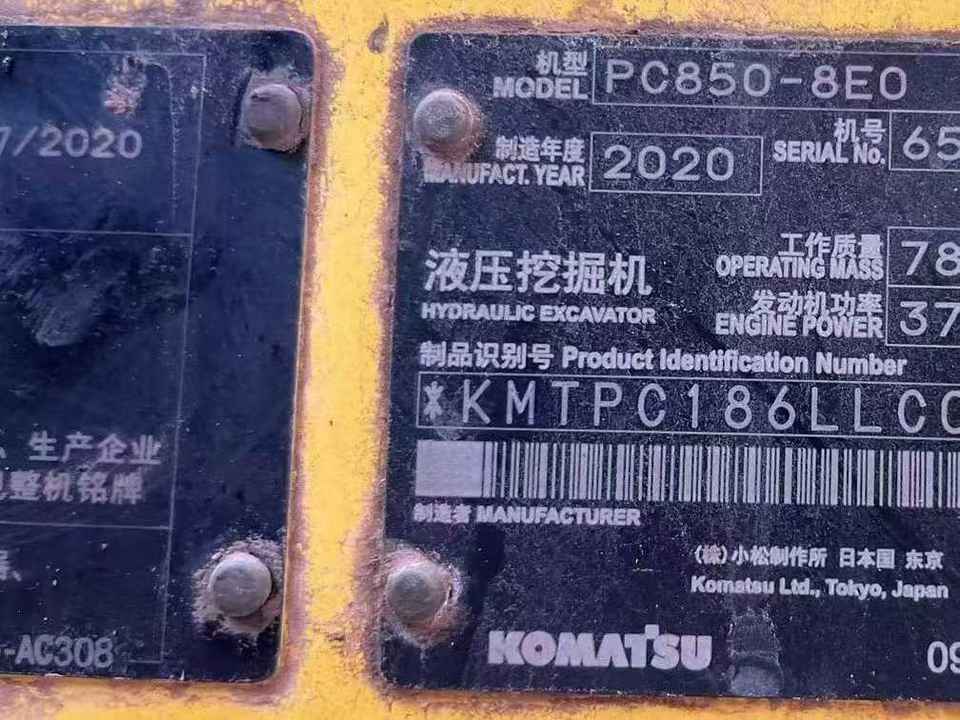 7/2020
生产企业
整机铭牌
-AC308
机型
MODEL
PC850-8E0
制造年度
MANUFACT. YEAR
2020
机号
SERIAL No.
65
液压挖掘机
HYDRAULIC EXCAVATOR
工作质量
OPERATING MASS
78
发动机功率
ENGINE POWER
37
制品识别号 Product Identification Number
*KMTPC186LLC
制造者 MANUFACTURER
(株)小松制作所 日本国 东京
Komatsu Ltd., Tokyo, Japan
KOMATSU
09